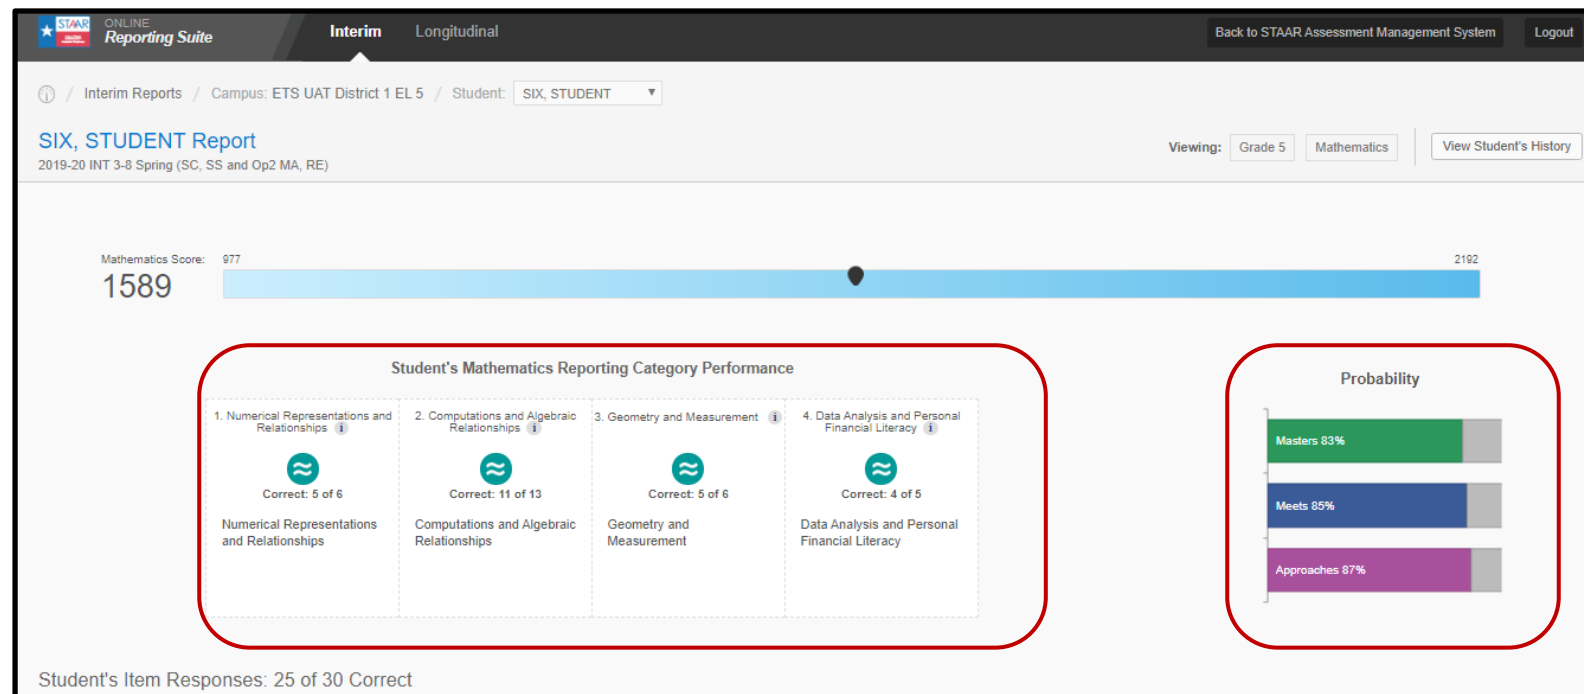 STAAR
ONLINE
Reporting Suite
Interim
Longitudinal
Back to STAAR Assessment Management System
Logout
/ Interim Reports / Campus: ETS UAT District 1 EL 5 / Student: SIX, STUDENT
SIX, STUDENT Report
2019-20 INT 3-8 Spring (SC, SS and Op2 MA, RE)
Viewing: Grade 5 Mathematics
View Student's History
Mathematics Score:
1589
977
2192
Student's Mathematics Reporting Category Performance
1. Numerical Representations and
Relationships i
Correct: 5 of 6
Numerical Representations
and Relationships
2. Computations and Algebraic
Relationships i
Correct: 11 of 13
Computations and Algebraic
Relationships
3. Geometry and Measurement i
Correct: 5 of 6
Geometry and
Measurement
4. Data Analysis and Personal
Financial Literacy i
Correct: 4 of 5
Data Analysis and Personal
Financial Literacy
Probability
Masters 83%
Meets 85%
Approaches 87%
Student's Item Responses: 25 of 30 Correct